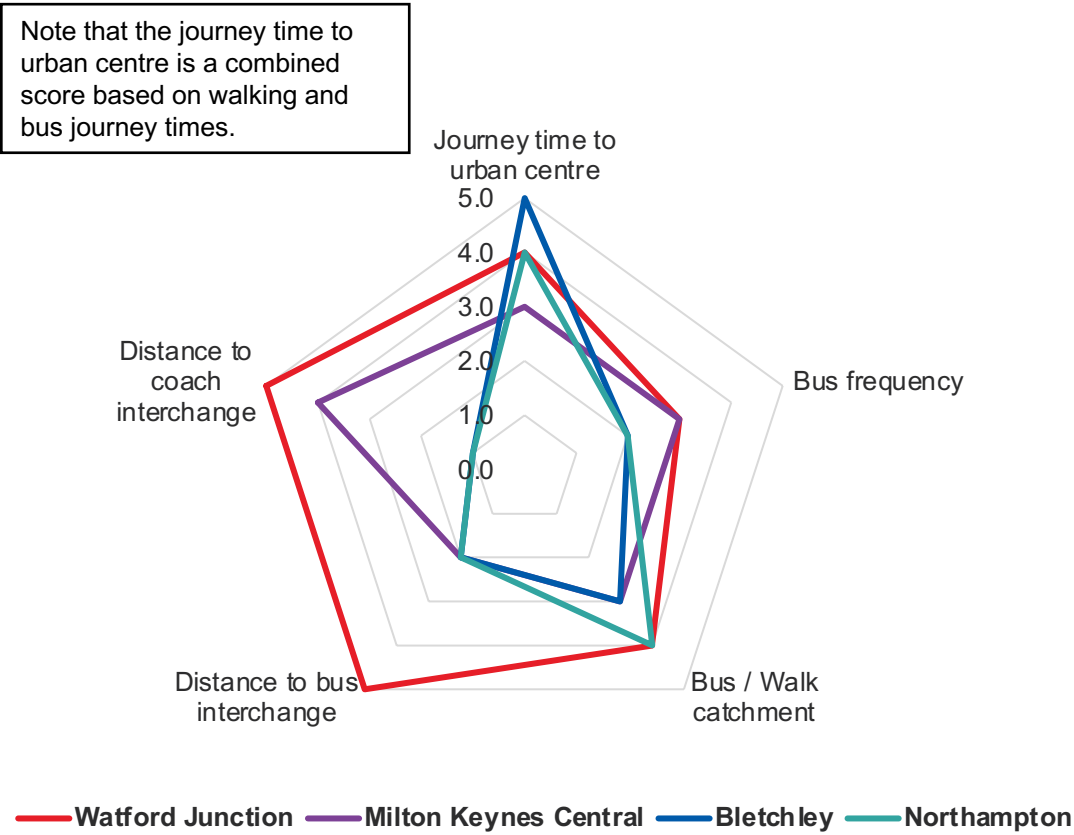 Note that the journey time to
urban centre is a combined
score based on walking and
bus journey times.
Journey time to
urban centre
5.0
4.0
3.0
2.0
1.0
0.0
Bus frequency
Bus / Walk
catchment
Distance to bus
interchange
Distance to
coach
interchange
Watford Junction Milton Keynes Central Bletchley Northampton